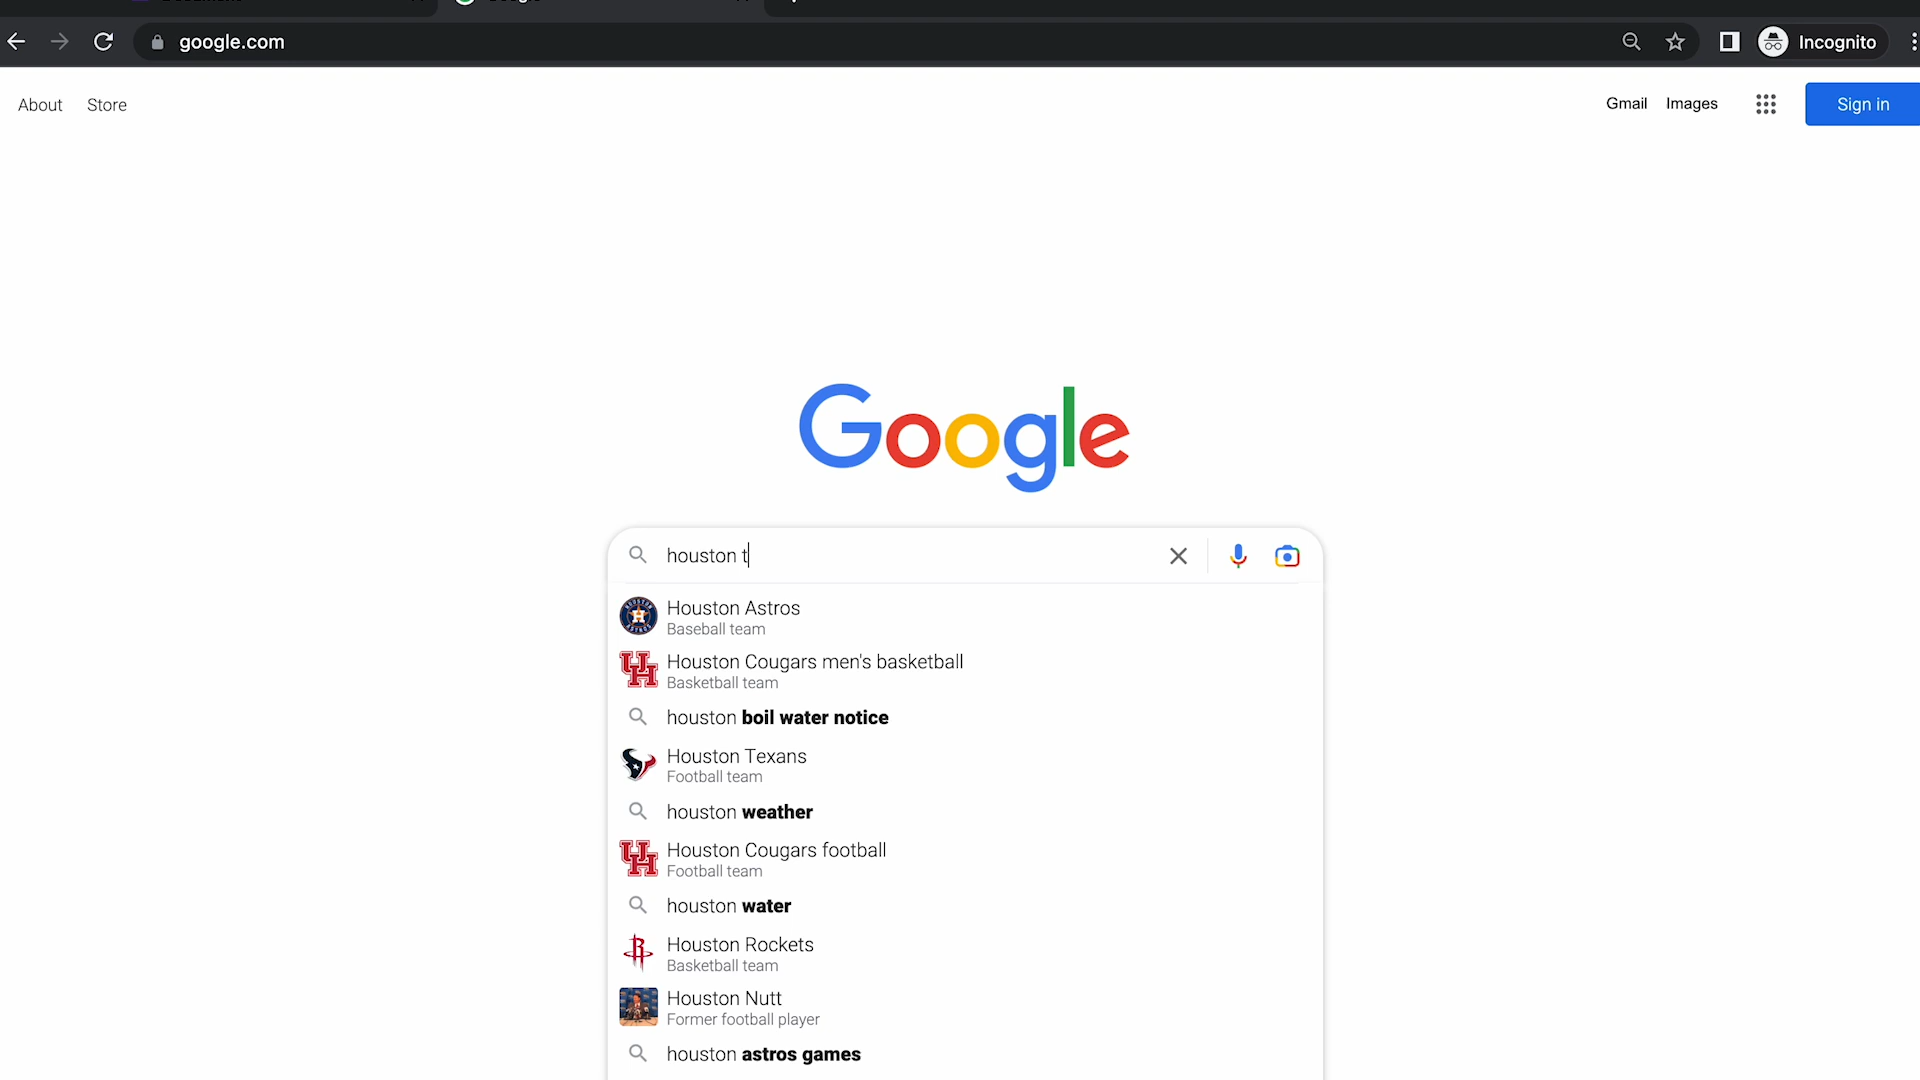 google.com
Incognito
About Store
Gmail Images
Sign in
Google
houston t
Houston Astros
Baseball team
Houston Cougars men's basketball
Basketball team
houston boil water notice
Houston Texans
Football team
houston weather
Houston Cougars football
Football team
houston water
Houston Rockets
Basketball team
Houston Nutt
Former football player
houston astros games